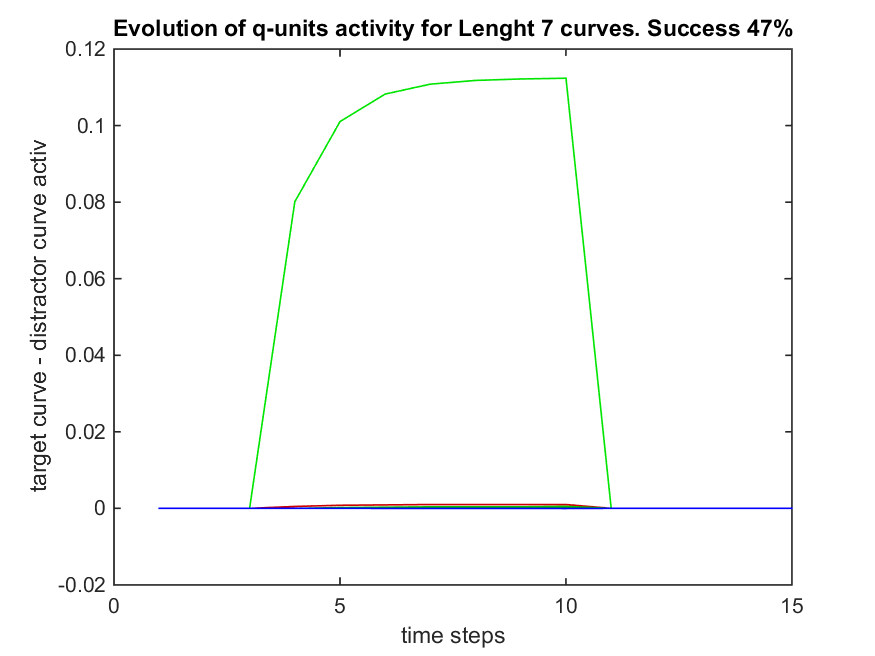 Evolution of q-units activity for Lenght 7 curves. Success 47%
0.12
0.1
0.08
0.06
0.04
0.02
0
-0.02
target curve - distractor curve activ
0 5 10 15
time steps